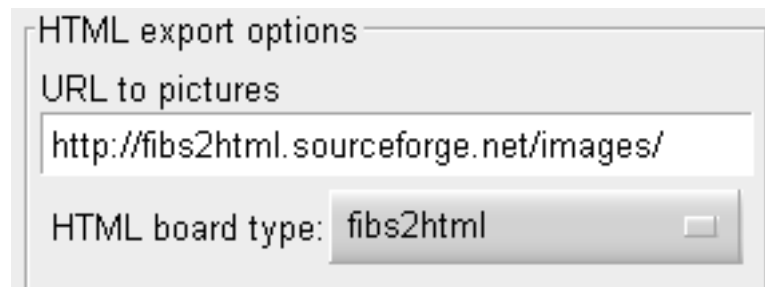 HTML export options
URL to pictures
http://fibs2html.sourceforge.net/images/
HTML board type: fibs2html